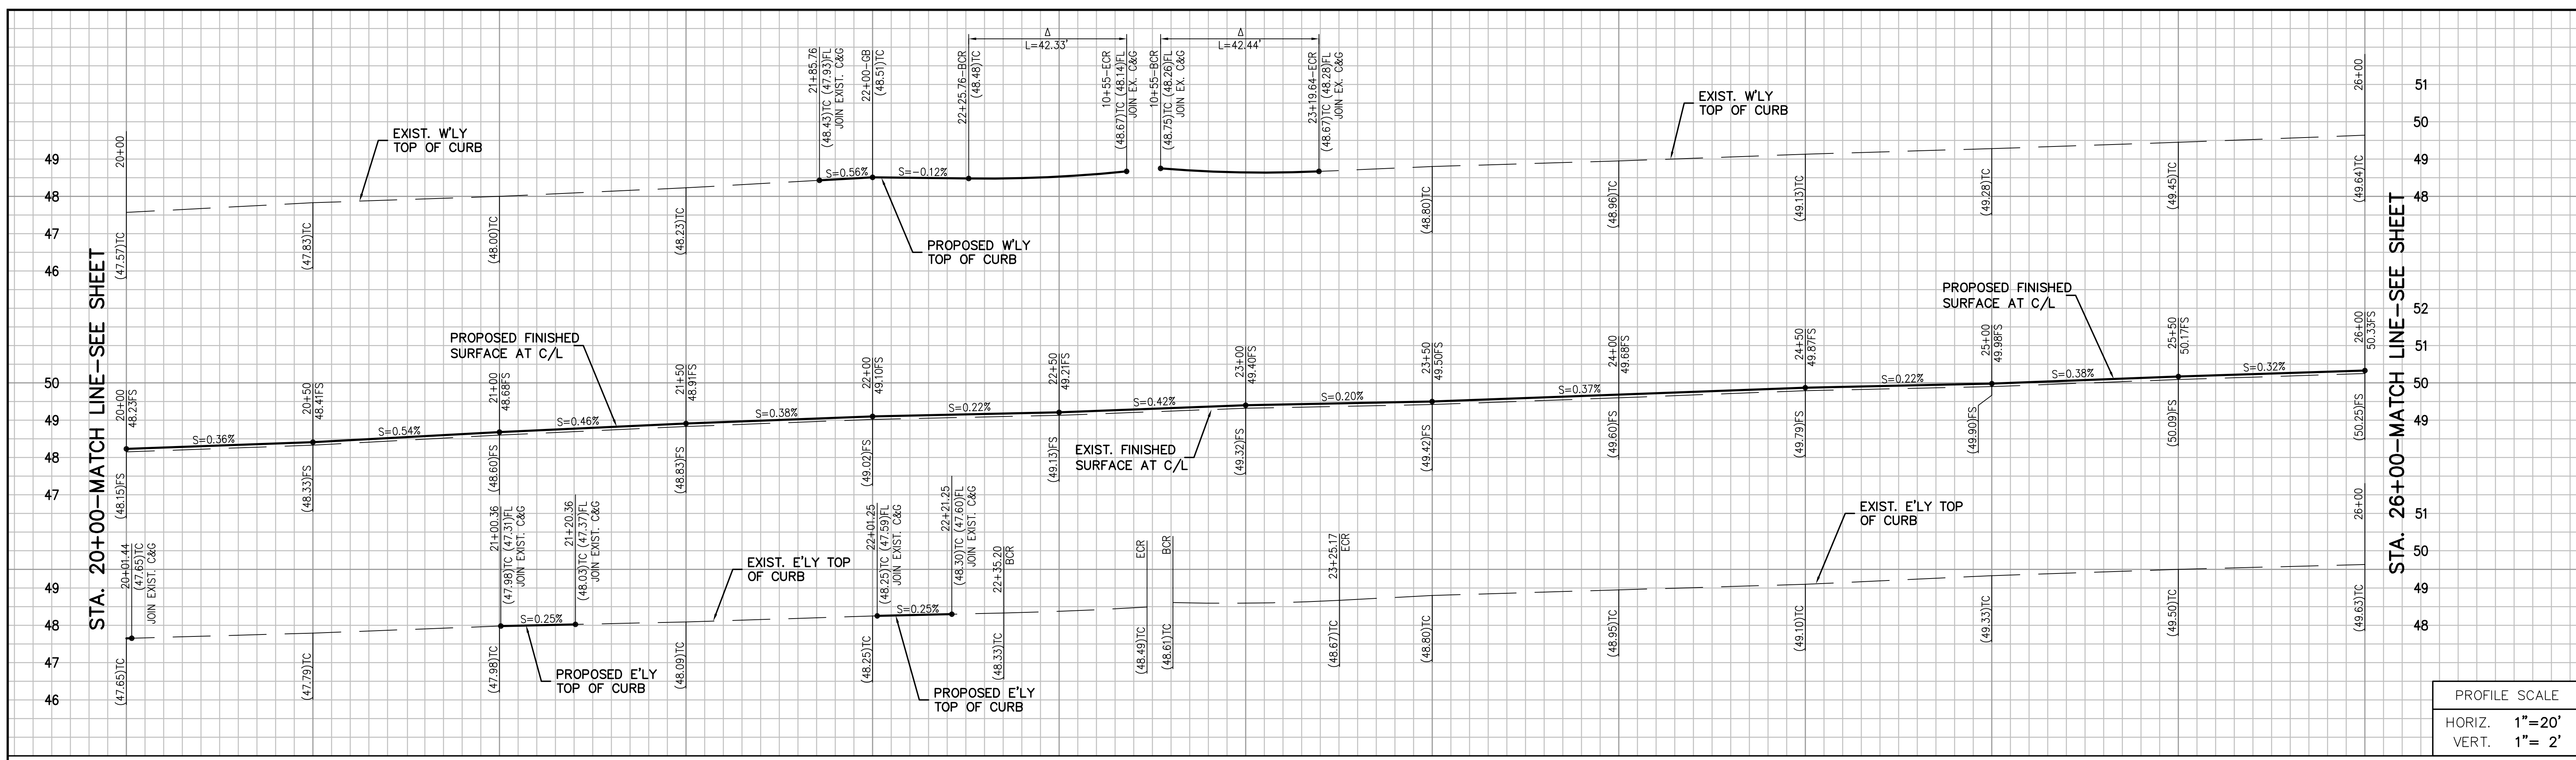 Δ
L=42.33'
Δ
L=42.44'
21+85.76
(48.43)TC (47.93)FL
JOIN EXIST. C&G
22+00-GB
(48.51)TC
22+25.76-BCR
(48.48)TC
10+55-ECR
(48.67)TC (48.14)FL
JOIN EX. C&G
10+55-BCR
(48.75)TC (48.26)FL
JOIN EX. C&G
23+19.64-ECR
(48.67)TC (48.28)FL
JOIN EX. C&G
26+00
20+00
EXIST. W'LY
TOP OF CURB
EXIST. W'LY
TOP OF CURB
S=0.56%
S=-0.12%
PROPOSED W'LY
TOP OF CURB
49
48
47
46
51
50
49
48
(47.57)TC
(47.83)TC
(48.00)TC
(48.23)TC
(48.80)TC
(48.96)TC
(49.13)TC
(49.28)TC
(49.45)TC
(49.64)TC
STA. 20+00-MATCH LINE-SEE SHEET
STA. 26+00-MATCH LINE-SEE SHEET
PROPOSED FINISHED
SURFACE AT C/L
PROPOSED FINISHED
SURFACE AT C/L
50
49
48
47
52
51
50
49
20+00
48.23FS
20+50
48.41FS
21+00
48.68FS
21+50
48.91FS
22+00
49.10FS
22+50
49.21FS
23+00
49.40FS
23+50
49.50FS
24+00
49.68FS
24+50
49.87FS
25+00
49.98FS
25+50
50.17FS
26+00
50.33FS
S=0.36%
S=0.54%
S=0.46%
S=0.38%
S=0.22%
S=0.42%
S=0.20%
S=0.37%
S=0.22%
S=0.38%
S=0.32%
EXIST. FINISHED
SURFACE AT C/L
(48.15)FS
(48.33)FS
(48.60)FS
(48.83)FS
(49.02)FS
(49.13)FS
(49.32)FS
(49.42)FS
(49.60)FS
(49.79)FS
(49.90)FS
(50.09)FS
(50.25)FS
20+01.44
(47.65)TC
JOIN EXIST. C&G
21+00.36
(47.98)TC (47.31)FL
JOIN EXIST. C&G
21+20.36
(48.03)TC (47.37)FL
JOIN EXIST. C&G
22+01.25
(48.25)TC (47.59)FL
JOIN EXIST. C&G
22+21.25
(48.30)TC (47.60)FL
JOIN EXIST. C&G
22+35.20
BCR
ECR
BCR
23+25.17
ECR
26+00
EXIST. E'LY TOP
OF CURB
EXIST. E'LY TOP
OF CURB
S=0.25%
S=0.25%
PROPOSED E'LY
TOP OF CURB
PROPOSED E'LY
TOP OF CURB
49
48
47
46
51
50
49
48
(47.65)TC
(47.79)TC
(47.98)TC
(48.09)TC
(48.25)TC
(48.33)TC
(48.49)TC
(48.61)TC
(48.67)TC
(48.80)TC
(48.95)TC
(49.10)TC
(49.33)TC
(49.50)TC
(49.63)TC
PROFILE SCALE
HORIZ. 1"=20'
VERT. 1"= 2'